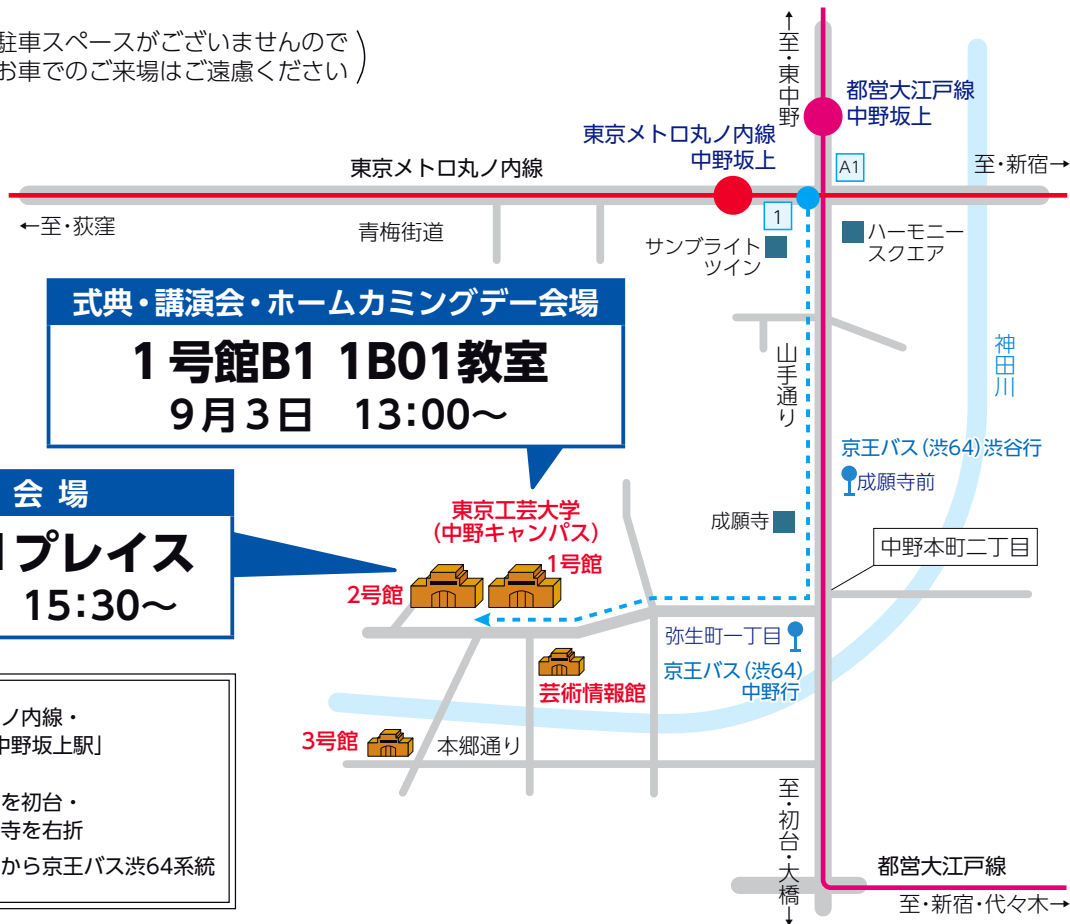 駐車スペースがございませんので
お車でのご来場はご遠慮ください
←至・東中野
都営大江戸線
中野坂上
東京メトロ丸ノ内線
中野坂上
東京メトロ丸ノ内線
A1
至・新宿→
←至・荻窪
青梅街道
1
サンブライト
ツイン
ハーモニー
スクエア
式典・講演会・ホームカミングデー会場
1号館B1 1B01教室
9月3日 13:00〜
山手通り
神田川
京王バス(渋64)渋谷行
成願寺前
会 場
プレイス
15:30〜
東京工芸大学
(中野キャンパス)
1号館
2号館
成願寺
中野本町二丁目
弥生町一丁目
京王バス(渋64)
中野行
芸術情報館
3号館
本郷通り
ノ内線・
中野坂上駅」
を初台・
寺を右折
から京王バス渋64系統
至・初台・大橋→
都営大江戸線
至・新宿・代々木→